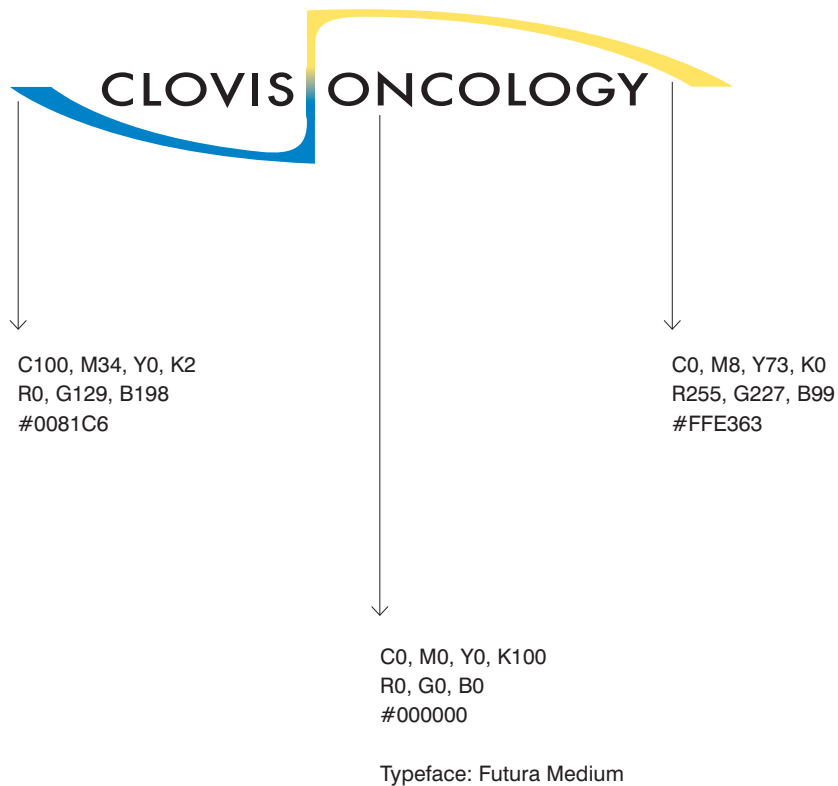 CLOVIS ONCOLOGY
C100, M34, Y0, K2
R0, G129, B198
#0081C6
C0, M8, Y73, K0
R255, G227, B99
#FFE363
C0, M0, Y0, K100
R0, G0, B0
#000000
Typeface: Futura Medium